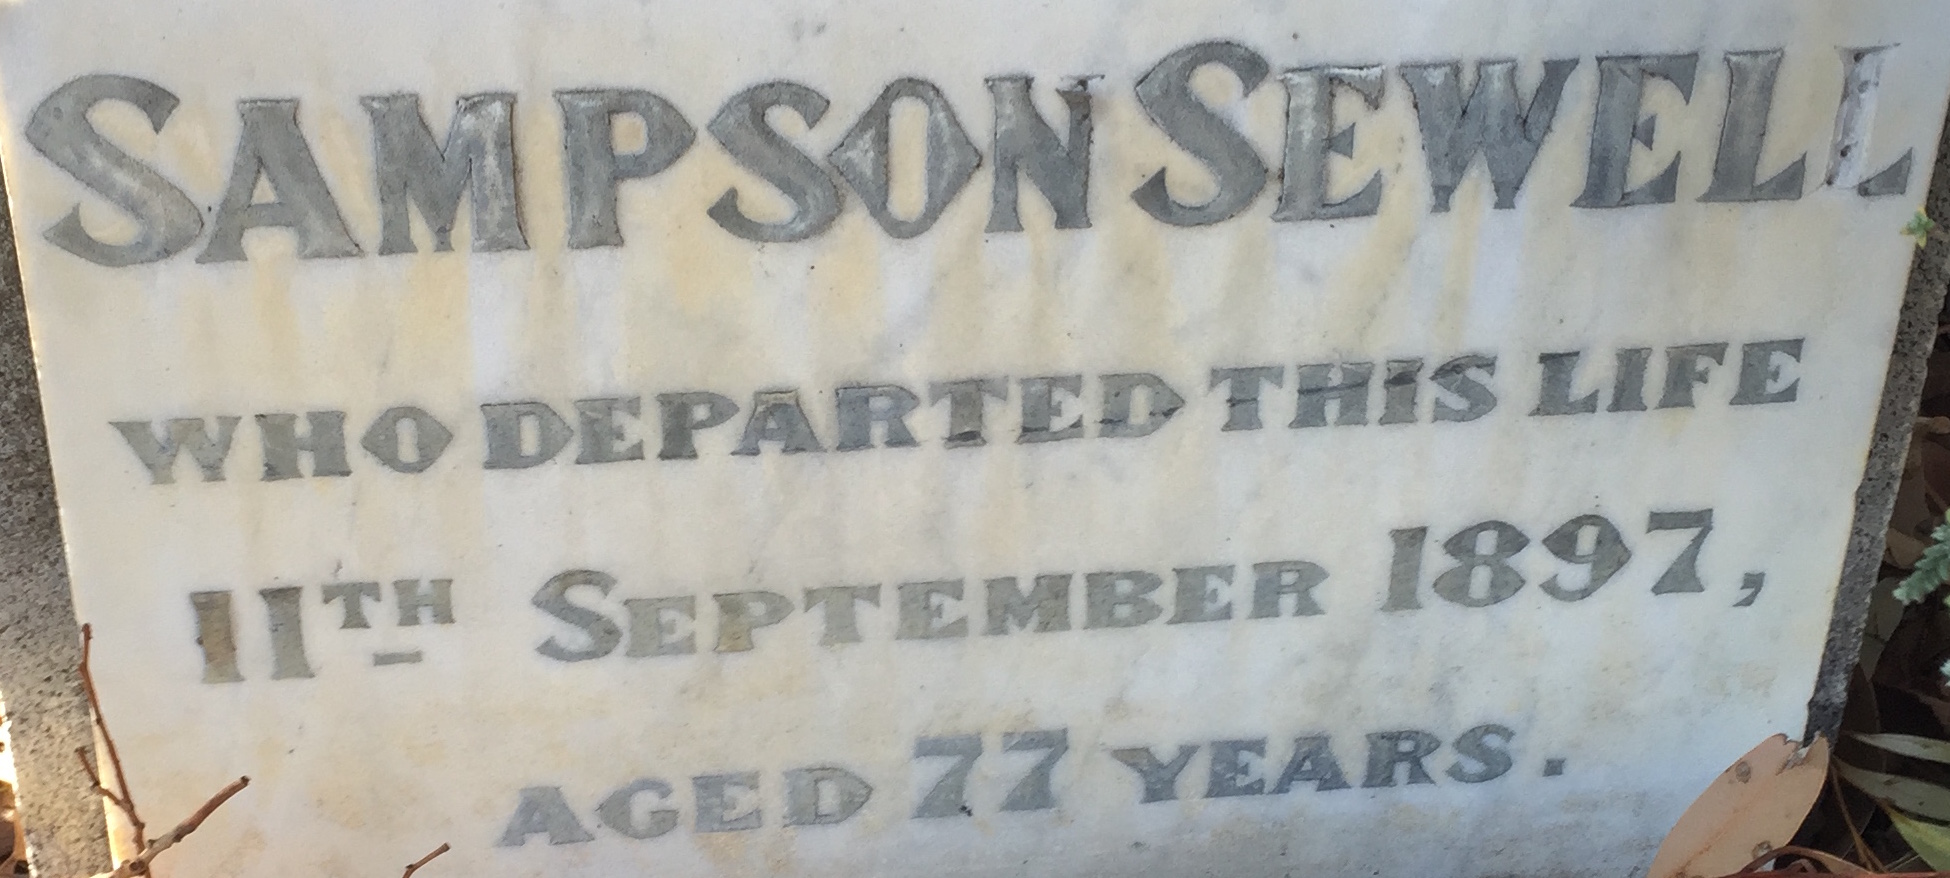 SAMPSON SEWELL
WHO DEPARTED THIS LIFE
11TH SEPTEMBER 1897,
AGED 77 YEARS.